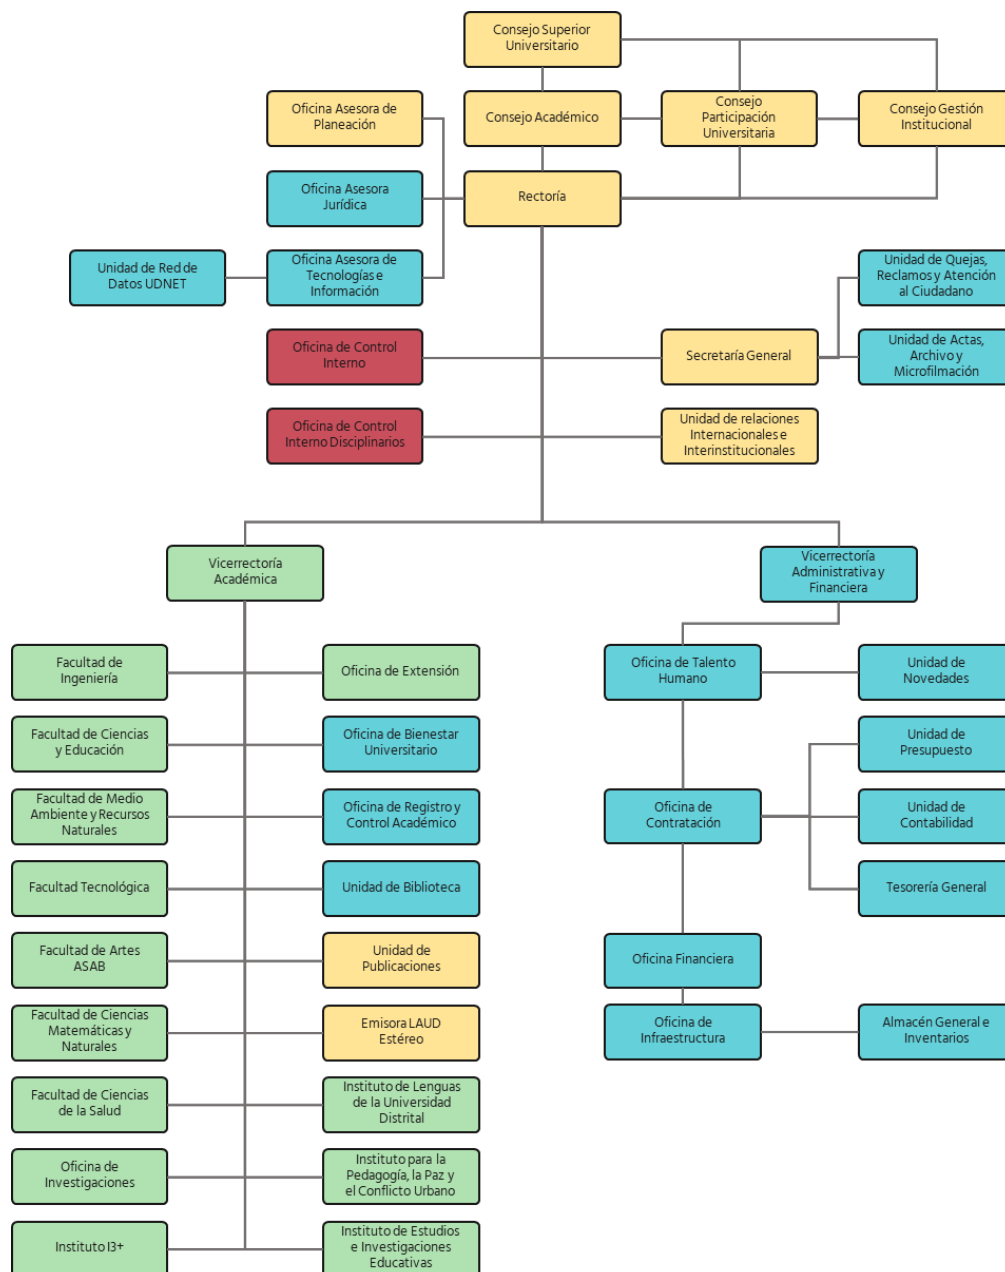 Consejo Superior
Universitario
Oficina Asesora de
Planeación
Consejo Académico
Consejo
Participación
Universitaria
Consejo Gestión
Institucional
Oficina Asesora
Jurídica
Rectoría
Unidad de Red de
Datos UDNET
Oficina Asesora de
Tecnologías e
Información
Unidad de Quejas,
Reclamos y Atención
al Ciudadano
Oficina de Control
Interno
Secretaría General
Unidad de Actas,
Archivo y
Microfilmación
Oficina de Control
Interno Disciplinarios
Unidad de relaciones
Internacionales e
Interinstitucionales
Vicerrectoría
Académica
Vicerrectoría
Administrativa y
Financiera
Facultad de
Ingeniería
Oficina de Extensión
Oficina de Talento
Humano
Unidad de
Novedades
Facultad de Ciencias
y Educación
Oficina de Bienestar
Universitario
Unidad de
Presupuesto
Facultad de Medio
Ambiente y Recursos
Naturales
Oficina de Registro y
Control Académico
Oficina de
Contratación
Unidad de
Contabilidad
Facultad Tecnológica
Unidad de Biblioteca
Tesorería General
Facultad de Artes
ASAB
Unidad de
Publicaciones
Oficina Financiera
Facultad de Ciencias
Matemáticas y
Naturales
Emisora LAUD
Estéreo
Oficina de
Infraestructura
Almacén General e
Inventarios
Facultad de Ciencias
de la Salud
Instituto de Lenguas
de la Universidad
Distrital
Oficina de
Investigaciones
Instituto para la
Pedagogía, la Paz y
el Conflicto Urbano
Instituto I3+
Instituto de Estudios
e Investigaciones
Educativas